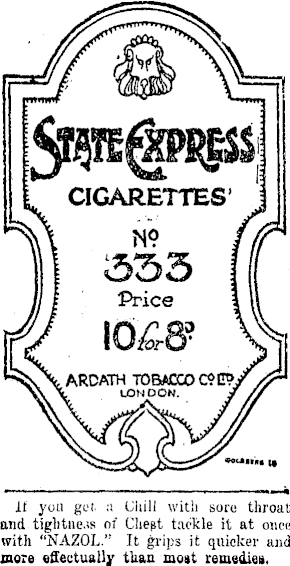 STATE EXPRESS
CIGARETTES
Nº
333
Price
10 for 8ᴰ.
ARDATH TOBACCO Cº Lᵀᴰ.
LONDON.
GOLDBERG
If you get a Chill with sore throat
and tightness of Chest tackle it at once
with “NAZOL.” It grips it quicker and
more effectually than most remedies.